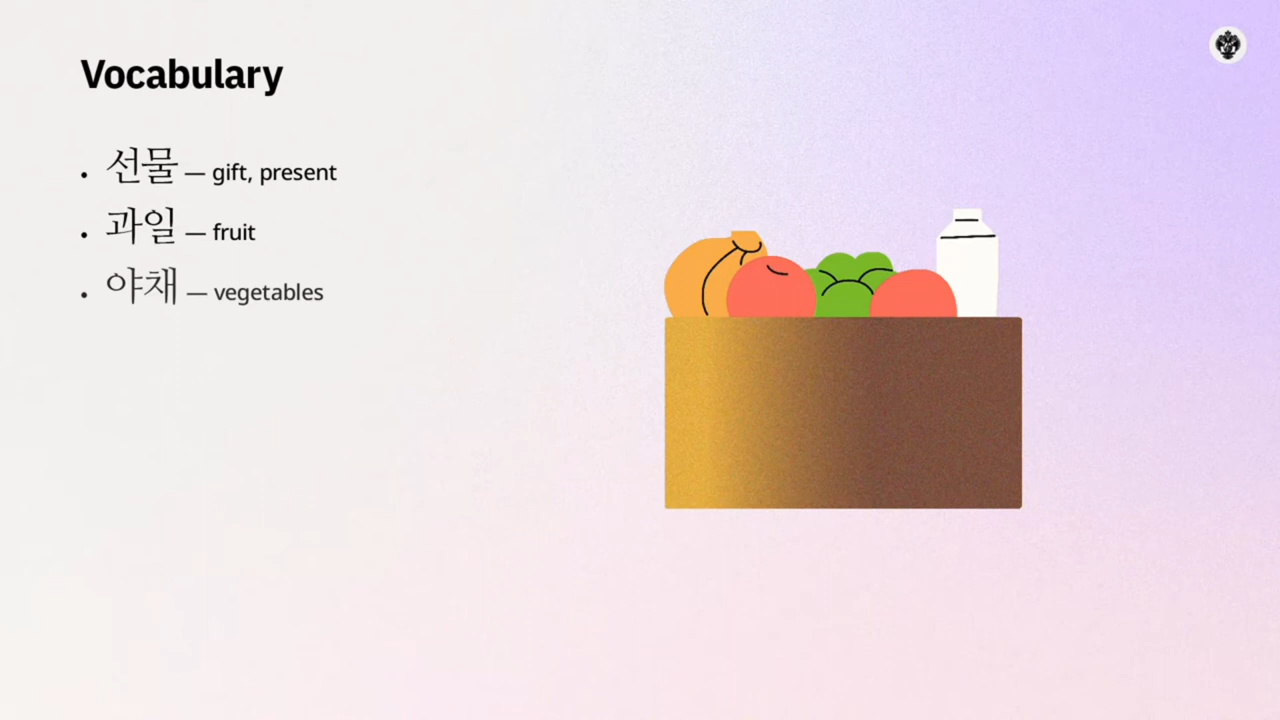 Vocabulary
• 선물 — gift, present
• 과일 — fruit
• 야채 — vegetables